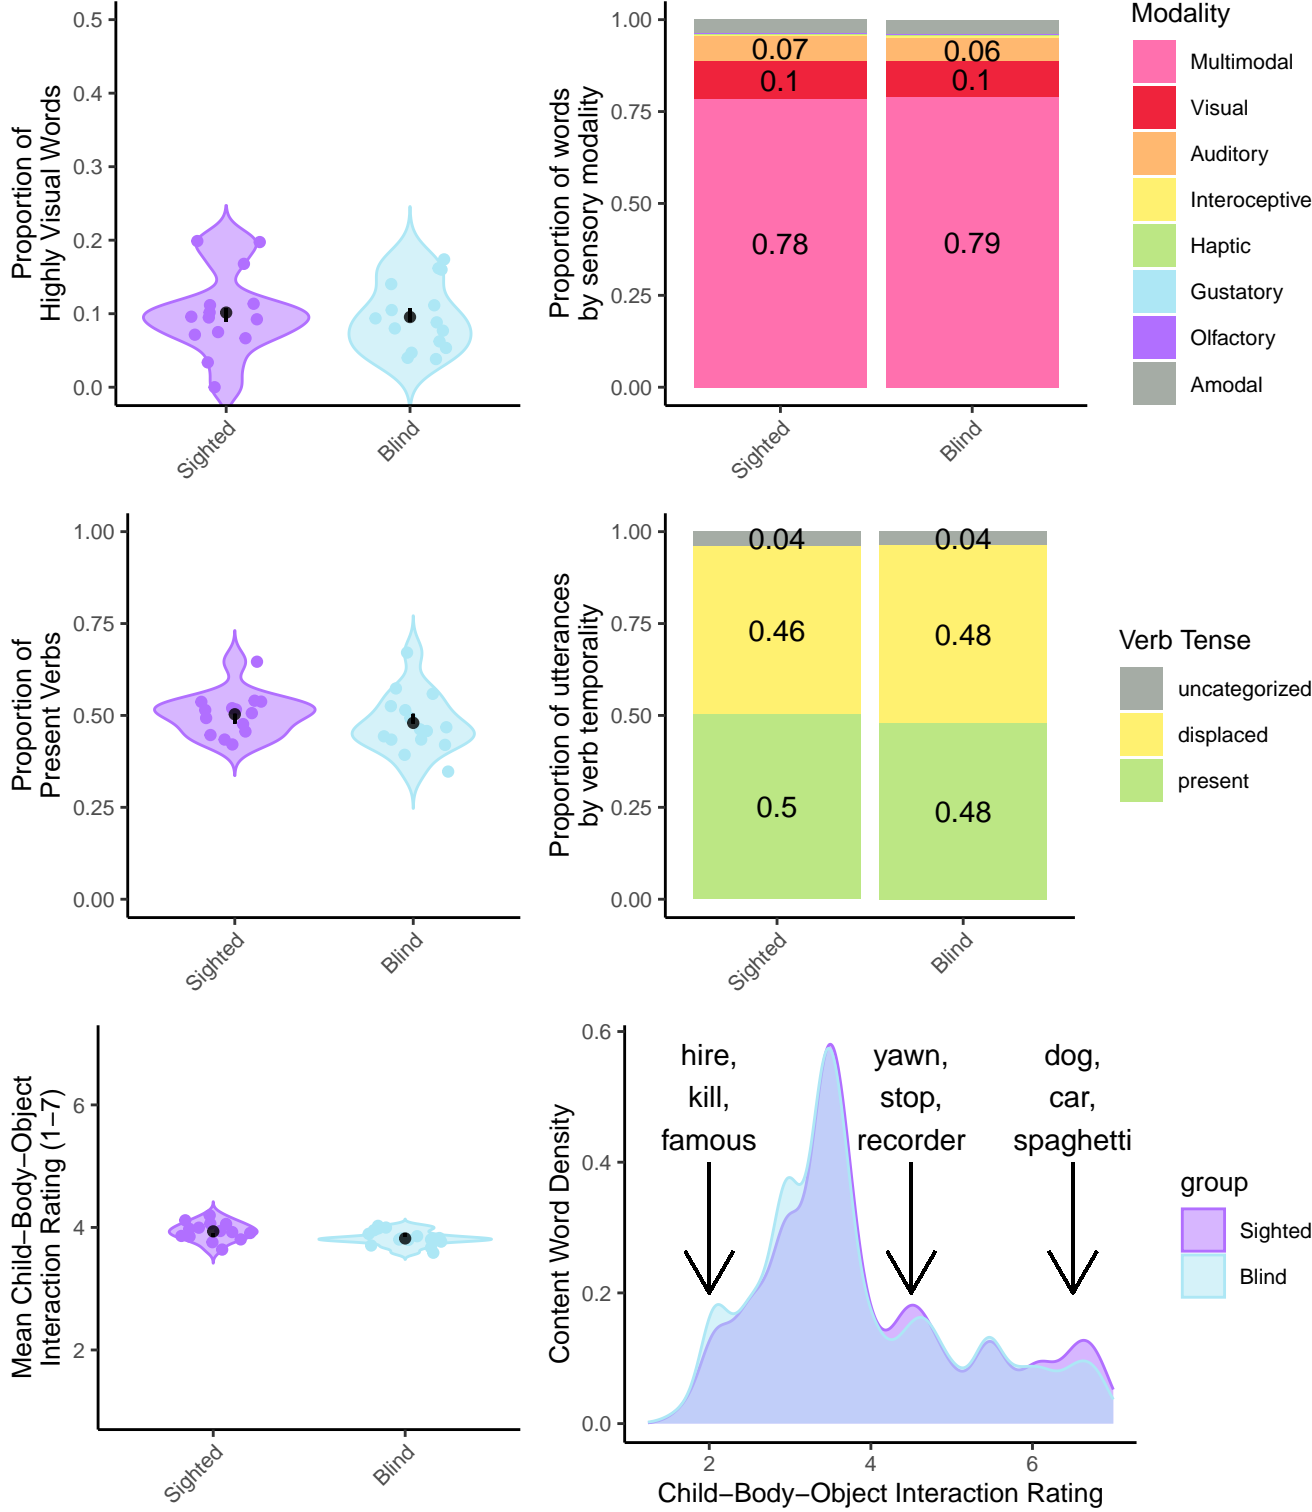 Proportion of
Highly Visual Words
0.5
0.4
0.3
0.2
0.1
0.0
Sighted
Blind
Proportion of words
by sensory modality
1.00
0.75
0.50
0.25
0.00
0.07
0.06
0.1
0.1
0.78
0.79
Sighted
Blind
Modality
Multimodal
Visual
Auditory
Interoceptive
Haptic
Gustatory
Olfactory
Amodal
Proportion of
Present Verbs
1.00
0.75
0.50
0.25
0.00
Sighted
Blind
Proportion of utterances
by verb temporality
1.00
0.75
0.50
0.25
0.00
0.04
0.04
0.46
0.48
0.5
0.48
Sighted
Blind
Verb Tense
uncategorized
displaced
present
Mean Child−Body−Object
Interaction Rating (1−7)
6
4
2
Sighted
Blind
Content Word Density
0.6
0.4
0.2
0.0
hire,
kill,
famous
yawn,
stop,
recorder
dog,
car,
spaghetti
2
4
6
Child−Body−Object Interaction Rating
group
Sighted
Blind